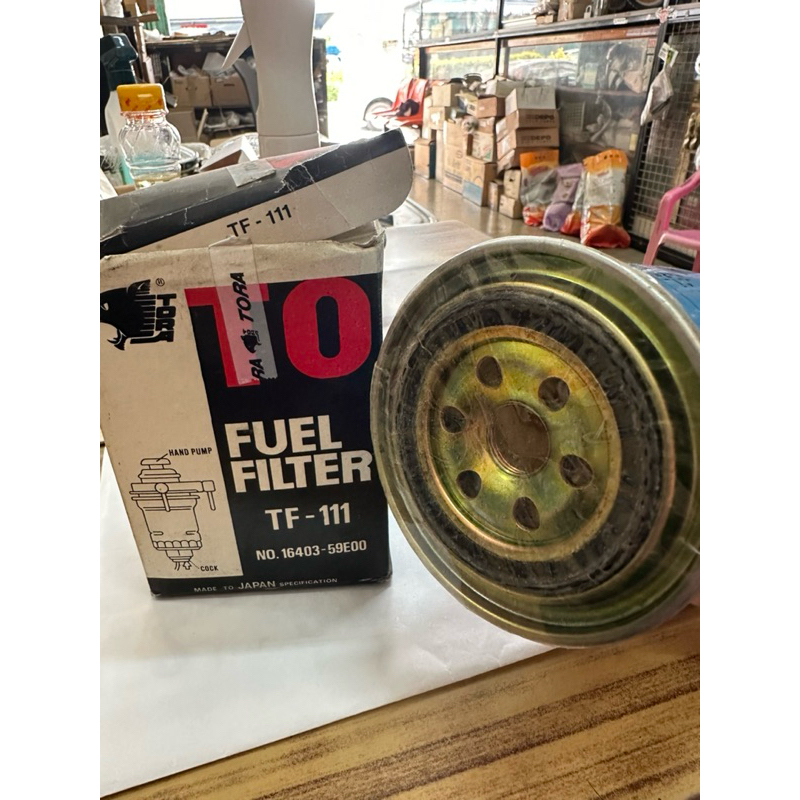 TF - 111
®
TORA
TO
TORA
RA
HAND PUMP
FUEL
FILTER
TF - 111
NO. 16403-59E00
COCK
MADE TO JAPAN SPECIFICATION